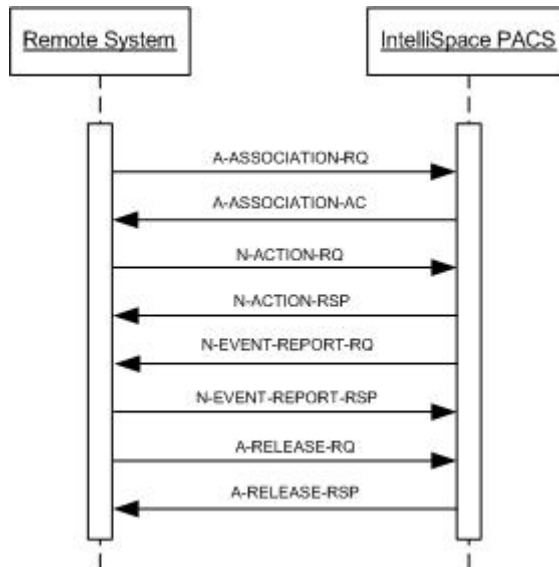 Remote System
IntelliSpace PACS
A-ASSOCIATION-RQ
A-ASSOCIATION-AC
N-ACTION-RQ
N-ACTION-RSP
N-EVENT-REPORT-RQ
N-EVENT-REPORT-RSP
A-RELEASE-RQ
A-RELEASE-RSP